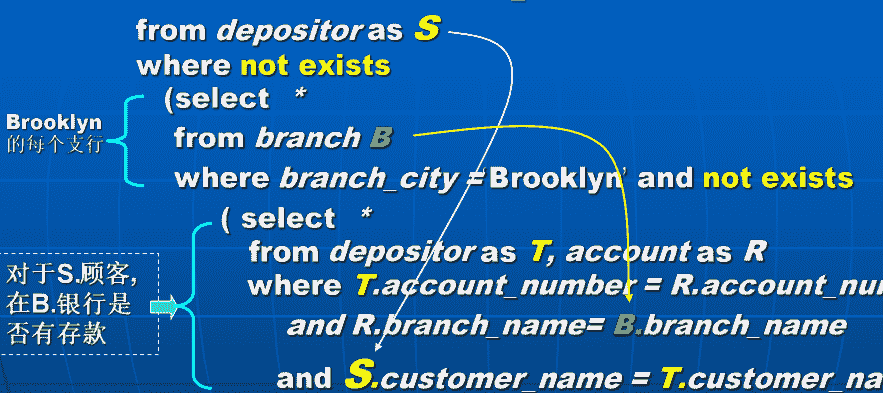 from depositor as S
where not exists
(select *
Brooklyn
的每个支行
from branch B
where branch_city ='Brooklyn' and not exists
( select *
from depositor as T, account as R
对于S.顾客,
在B.银行是
否有存款
where T.account_number = R.account_nu
and R.branch_name= B.branch_name
and S.customer_name = T.customer_na